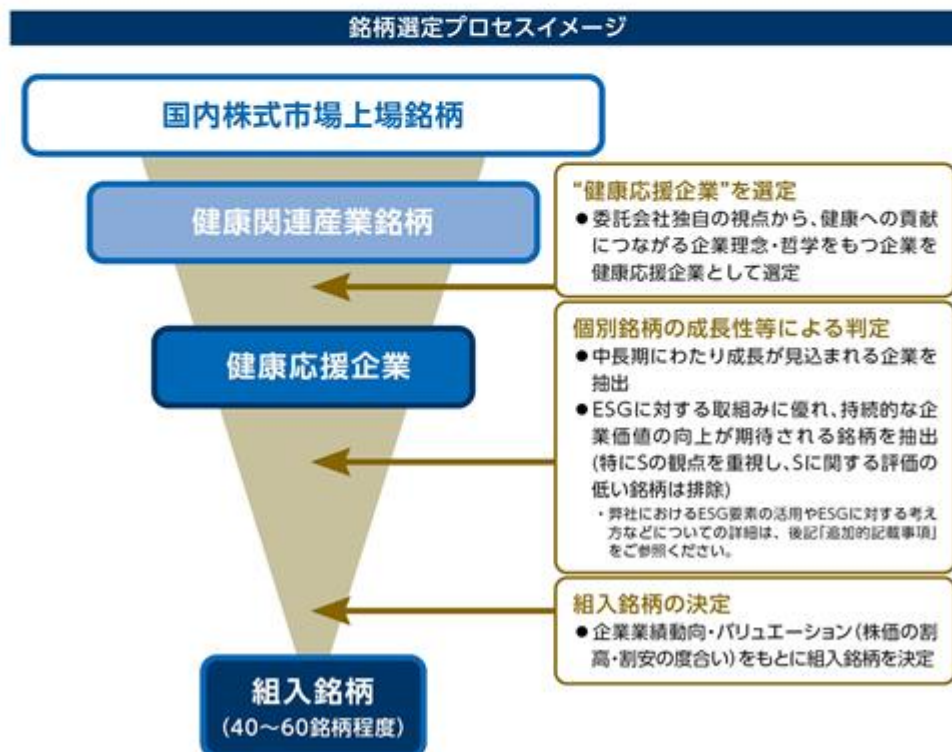 銘柄選定プロセスイメージ
国内株式市場上場銘柄
健康関連産業銘柄
“健康応援企業”を選定
●委託会社独自の視点から、健康への貢献
につながる企業理念・哲学をもつ企業を
健康応援企業として選定
健康応援企業
個別銘柄の成長性等による判定
●中長期にわたり成長が見込まれる企業を
抽出
●ESGに対する取組みに優れ、持続的な企
業価値の向上が期待される銘柄を抽出
(特にSの観点を重視し、Sに関する評価の
低い銘柄は排除)
・弊社におけるESG要素の活用やESGに対する考え
方などについての詳細は、後記「追加的記載事項」
をご参照ください。
組入銘柄の決定
●企業業績動向・バリュエーション(株価の割
高・割安の度合い)をもとに組入銘柄を決定
組入銘柄
(40～60銘柄程度)